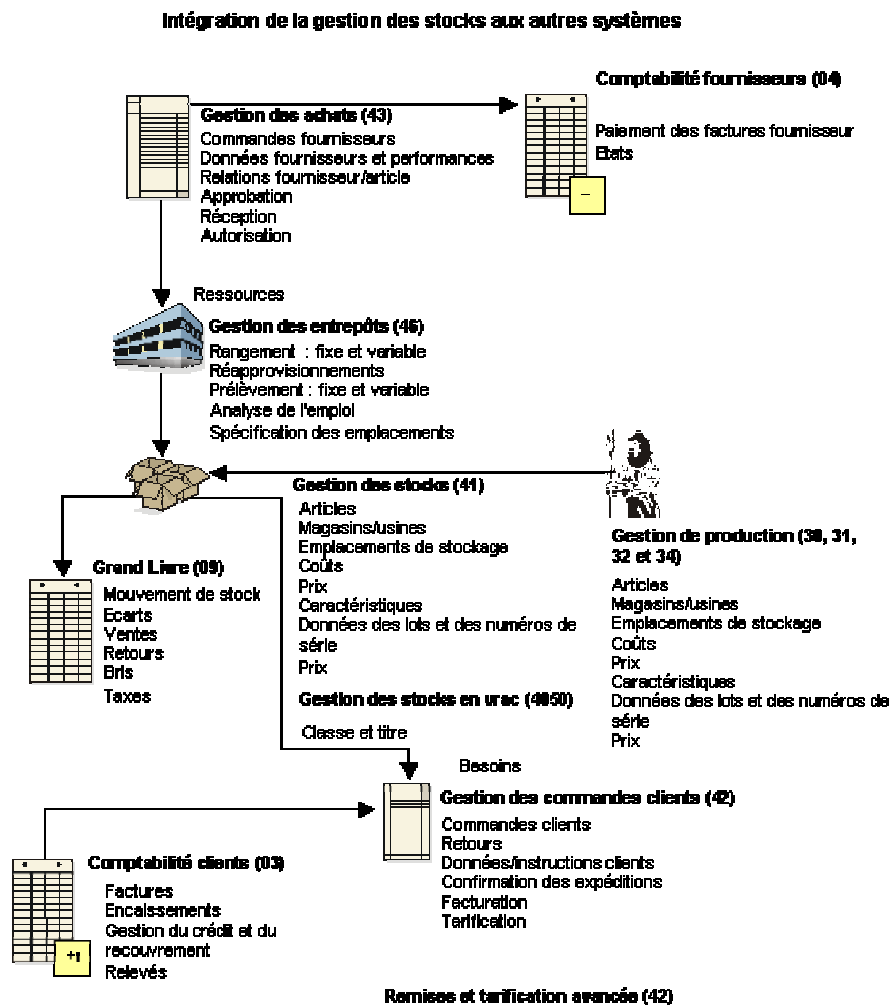 Intégration de la gestion des stocks aux autres systèmes
Comptabilité fournisseurs (04)
Paiement des factures fournisseur
Etats
Gestion des achats (43)
Commandes fournisseurs
Données fournisseurs et performances
Relations fournisseur/article
Approbation
Réception
Autorisation
Ressources
Gestion des entrepôts (46)
Rangement : fixe et variable
Réapprovisionnements
Prélèvement : fixe et variable
Analyse de l'emploi
Spécification des emplacements
Gestion des stocks (41)
Articles
Magasins/usines
Emplacements de stockage
Coûts
Prix
Caractéristiques
Données des lots et des numéros de
série
Prix
Gestion des stocks en vrac (4050)
Classe et titre
Gestion de production (30, 31,
32 et 34)
Articles
Magasins/usines
Emplacements de stockage
Coûts
Prix
Caractéristiques
Données des lots et des numéros de
série
Prix
Grand Livre (09)
Mouvement de stock
Ecarts
Ventes
Retours
Bris
Taxes
Besoins
Gestion des commandes clients (42)
Commandes clients
Retours
Données/instructions clients
Confirmation des expéditions
Facturation
Tarification
Comptabilité clients (03)
Factures
Encaissements
Gestion du crédit et du
recouvrement
Relevés
Remises et tarification avancée (42)